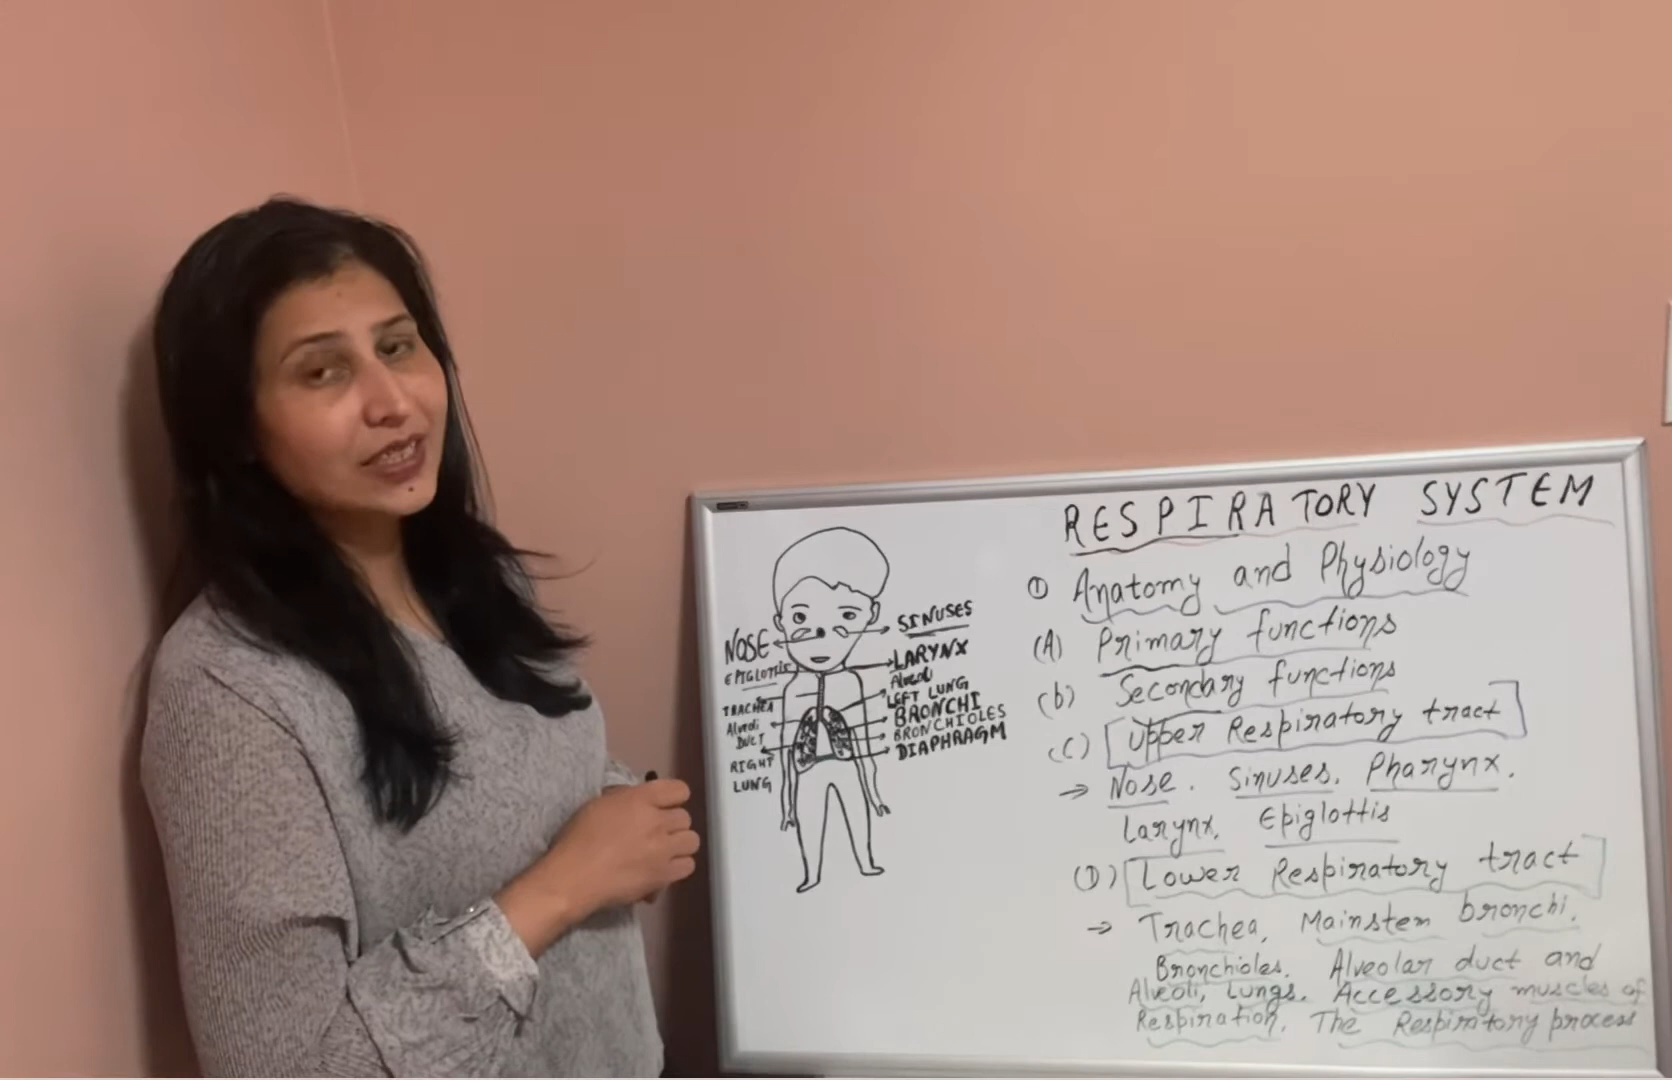 RESPIRATORY SYSTEM
① Anatomy and Physiology
(A) Primary functions
(b) Secondary functions
(C) Upper Respiratory tract
→ Nose. Sinuses. Pharynx.
Larynx. Epiglottis
(D) Lower Respiratory tract
→ Trachea, Mainstem bronchi.
Bronchioles. Alveolar duct and
Alveoli, Lungs. Accessory muscles of
Respiration. The Respiratory process
NOSE
EPIGLOTTIS
TRACHEA
Alveoli
DUCT
RIGHT
LUNG
SINUSES
LARYNX
Alveoli
LEFT LUNG
BRONCHI
BRONCHIOLES
DIAPHRAGM